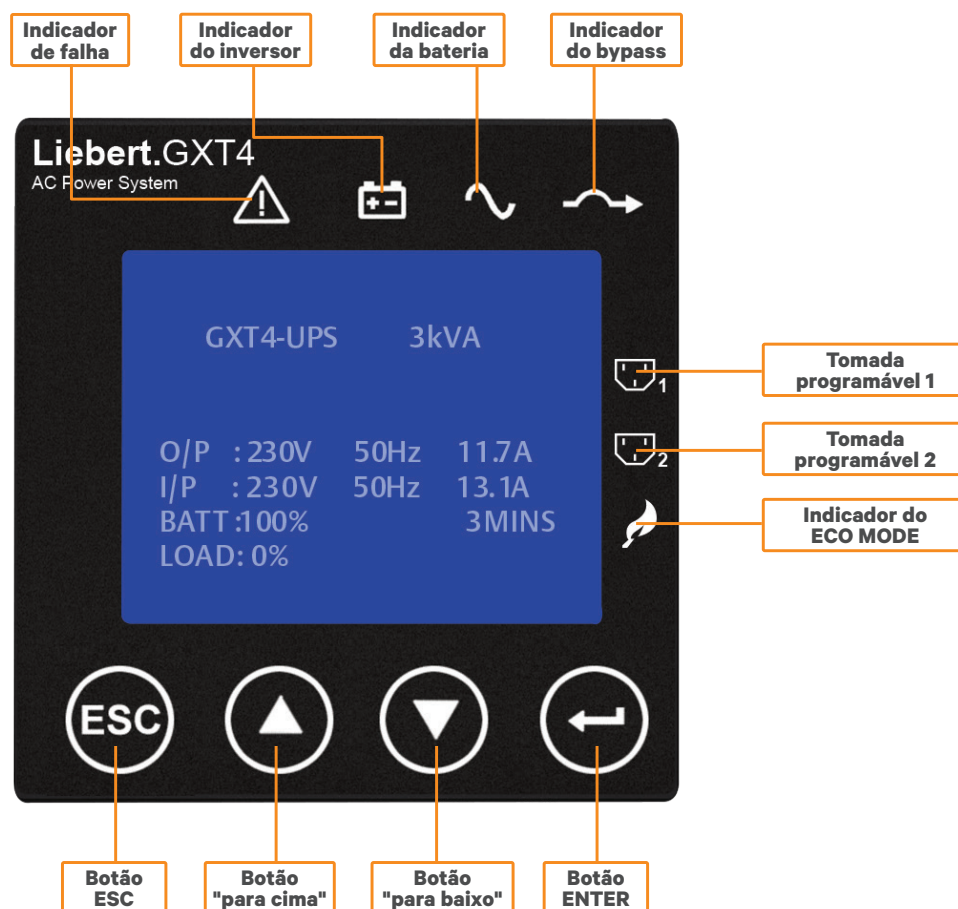 Indicador
de falha
Indicador
do inversor
Indicador
da bateria
Indicador
do bypass
Liebert.GXT4
AC Power System
GXT4-UPS 3kVA
O/P : 230V 50Hz 11.7A
I/P : 230V 50Hz 13.1A
BATT :100% 3MINS
LOAD: 0%
1
2
Tomada
programável 1
Tomada
programável 2
Indicador do
ECO MODE
ESC
Botão
ESC
Botão
"para cima"
Botão
"para baixo"
Botão
ENTER